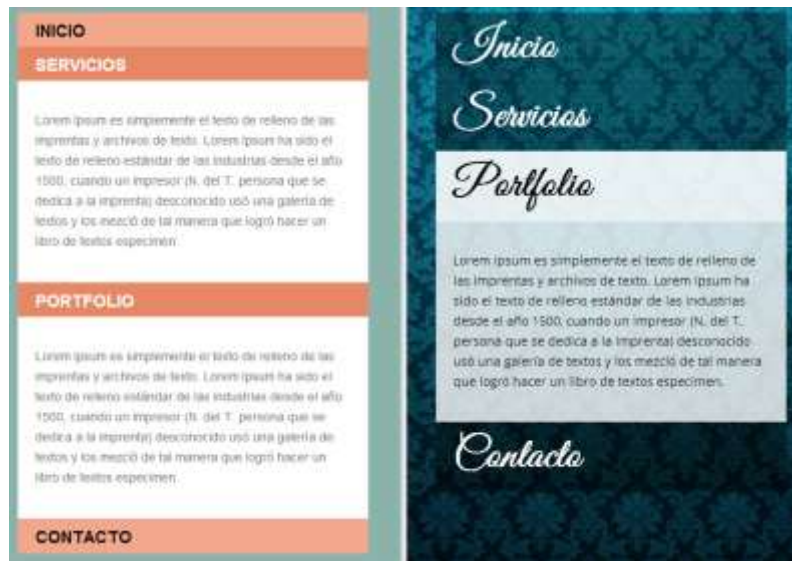 INICIO
SERVICIOS
Lorem Ipsum es simplemente el texto de relleno de las
imprentas y archivos de texto. Lorem Ipsum ha sido el
texto de relleno estándar de las industrias desde el año
1500, cuando un impresor (N. del T. persona que se
dedica a la imprenta) desconocido usó una galería de
textos y los mezcló de tal manera que logró hacer un
libro de textos especimen.
PORTFOLIO
Lorem Ipsum es simplemente el texto de relleno de las
imprentas y archivos de texto. Lorem Ipsum ha sido el
texto de relleno estándar de las industrias desde el año
1500, cuando un impresor (N. del T. persona que se
dedica a la imprenta) desconocido usó una galería de
textos y los mezcló de tal manera que logró hacer un
libro de textos especimen.
CONTACTO
Inicio
Servicios
Portfolio
Lorem Ipsum es simplemente el texto de relleno de
las imprentas y archivos de texto. Lorem Ipsum ha
sido el texto de relleno estándar de las industrias
desde el año 1500, cuando un impresor (N. del T.
persona que se dedica a la imprenta) desconocido
usó una galería de textos y los mezcló de tal manera
que logró hacer un libro de textos especimen.
Contacto